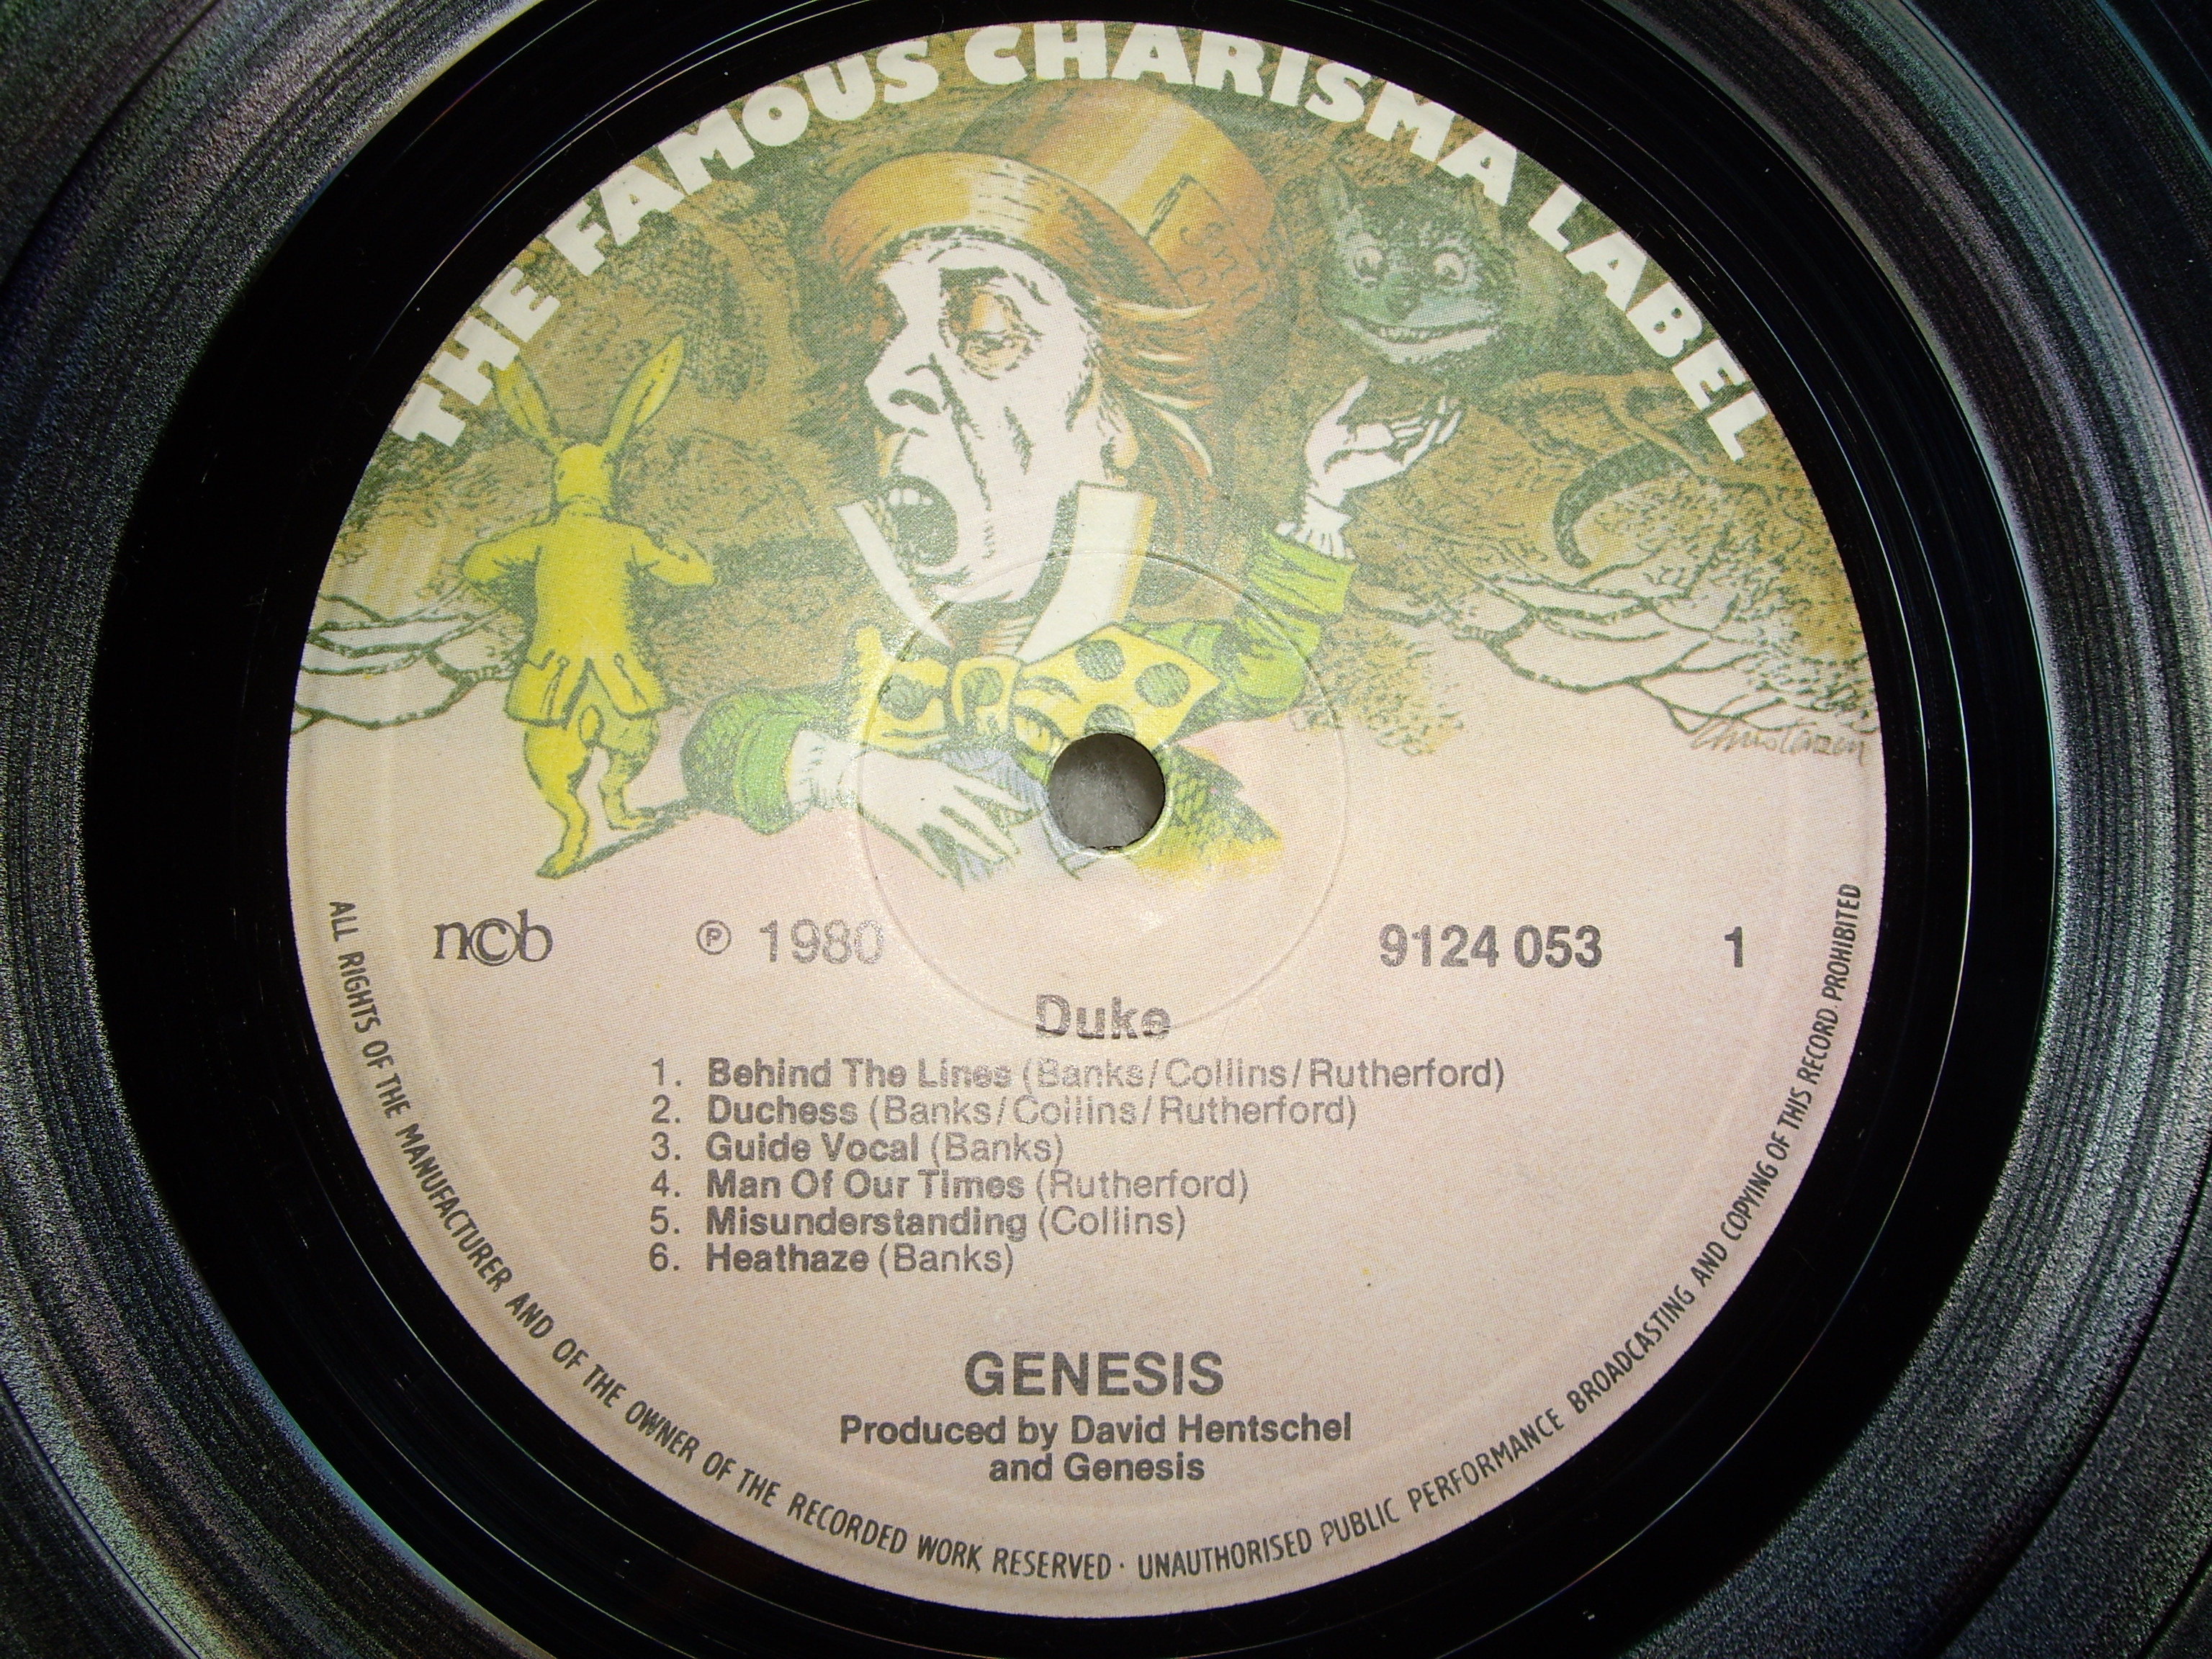 THE FAMOUS CHARISMA LABEL
ncb ℗ 1980 9124 053 1
Duke
1. Behind The Lines (Banks/Collins/Rutherford)
2. Duchess (Banks/Collins/Rutherford)
3. Guide Vocal (Banks)
4. Man Of Our Times (Rutherford)
5. Misunderstanding (Collins)
6. Heathaze (Banks)
GENESIS
Produced by David Hentschel
and Genesis
ALL RIGHTS OF THE MANUFACTURER AND OF THE OWNER OF THE RECORDED WORK RESERVED · UNAUTHORISED PUBLIC PERFORMANCE BROADCASTING AND COPYING OF THIS RECORD PROHIBITED